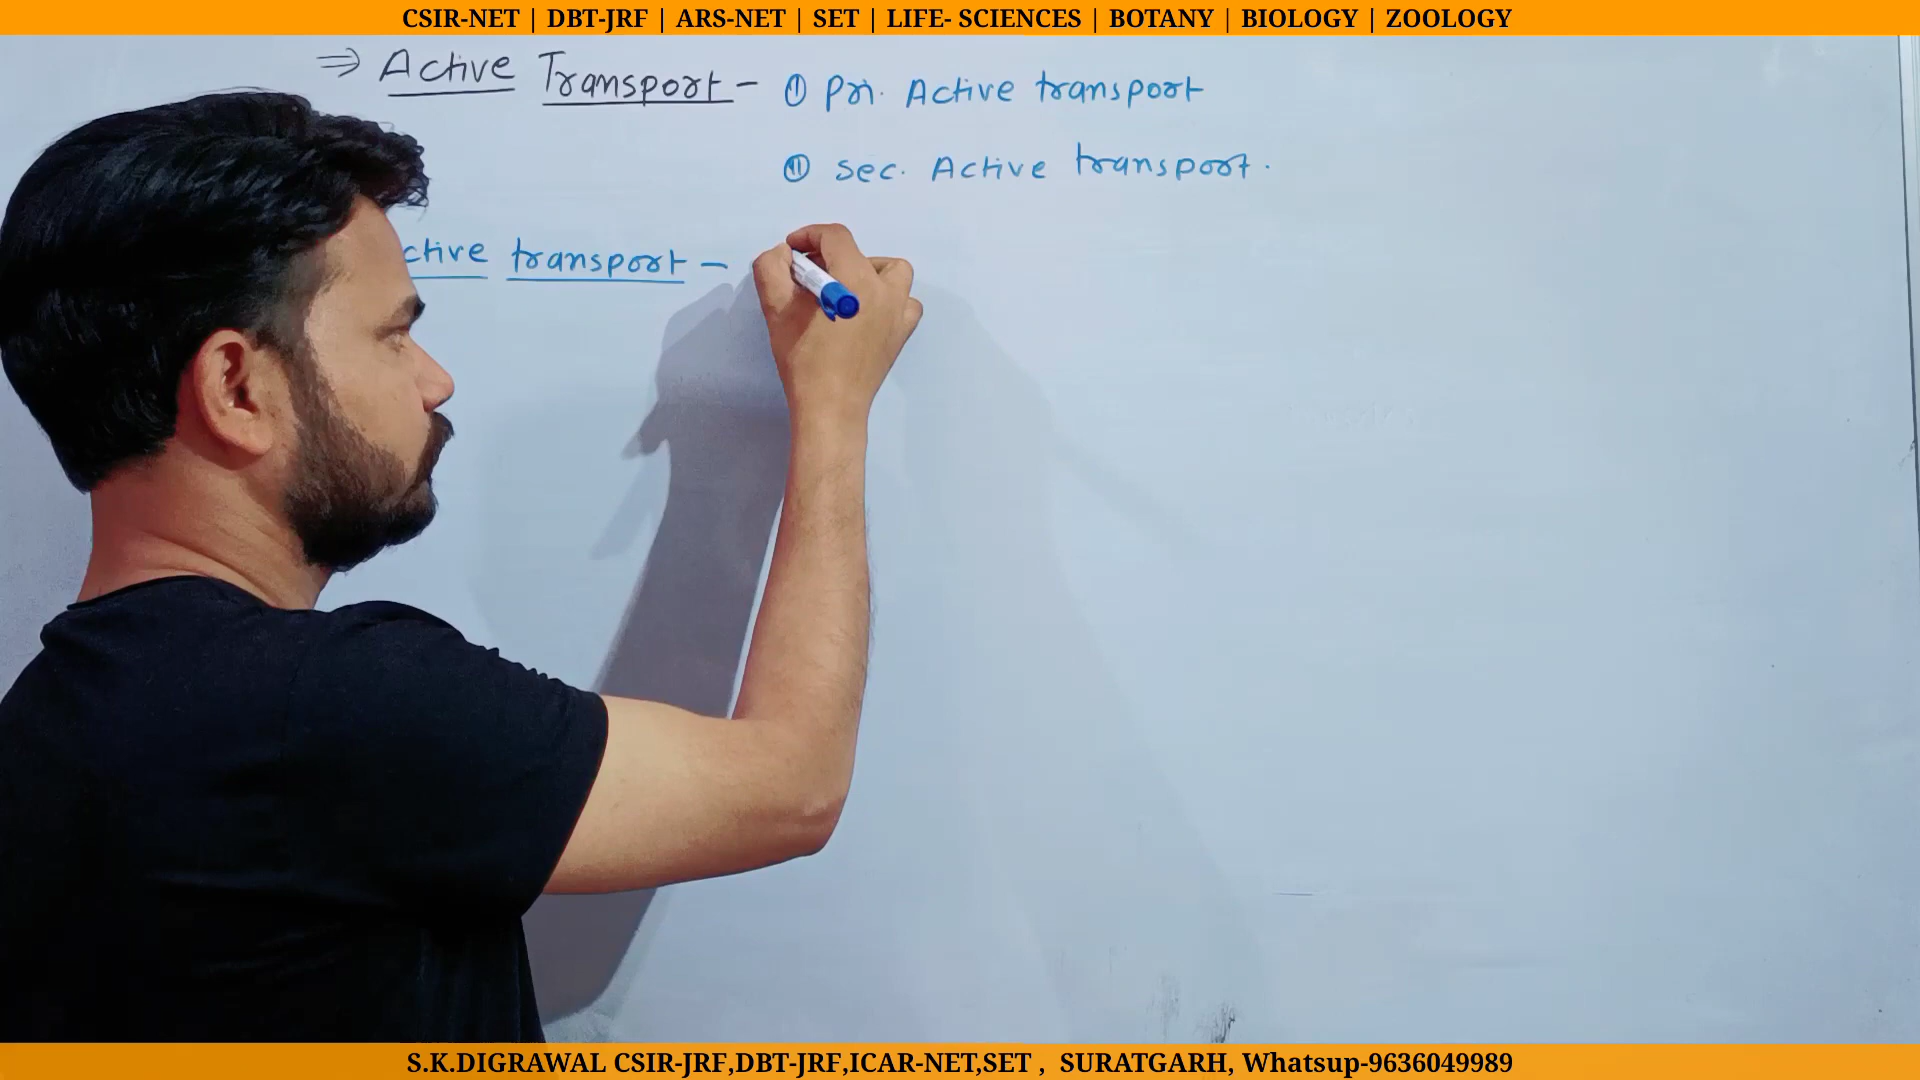 CSIR-NET | DBT-JRF | ARS-NET | SET | LIFE- SCIENCES | BOTANY | BIOLOGY | ZOOLOGY
⇒ Active Transport - ① Pri. Active transport
② Sec. Active transport.
ctive transport -
S.K.DIGRAWAL CSIR-JRF,DBT-JRF,ICAR-NET,SET , SURATGARH, Whatsup-9636049989